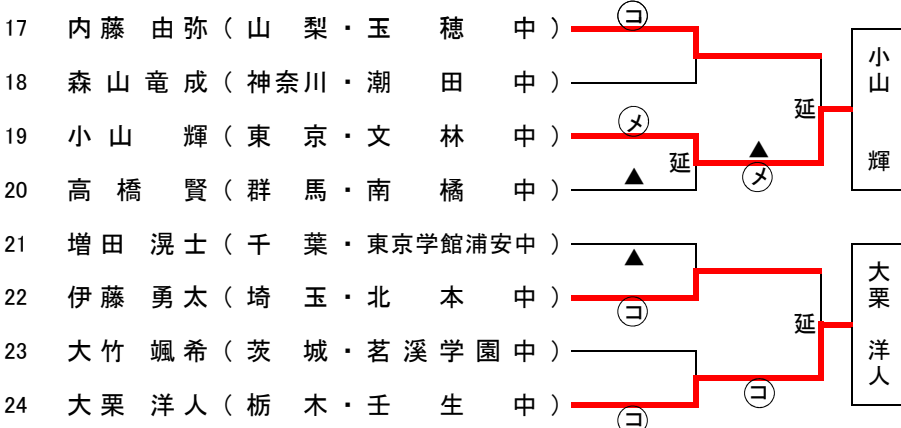 17 内藤 由弥(山 梨・玉 穂 中) コ
18 森山竜成(神奈川・潮 田 中)
19 小山 輝(東 京・文 林 中) メ
20 高橋 賢(群 馬・南 橘 中) ▲
21 増田 滉士(千 葉・東京学館浦安中) ▲
22 伊藤 勇太(埼 玉・北 本 中) コ
23 大竹 颯希(茨 城・茗溪学園中)
24 大栗 洋人(栃 木・壬 生 中) コ
延
▲
メ
延
小山 輝
コ
延
大栗 洋人